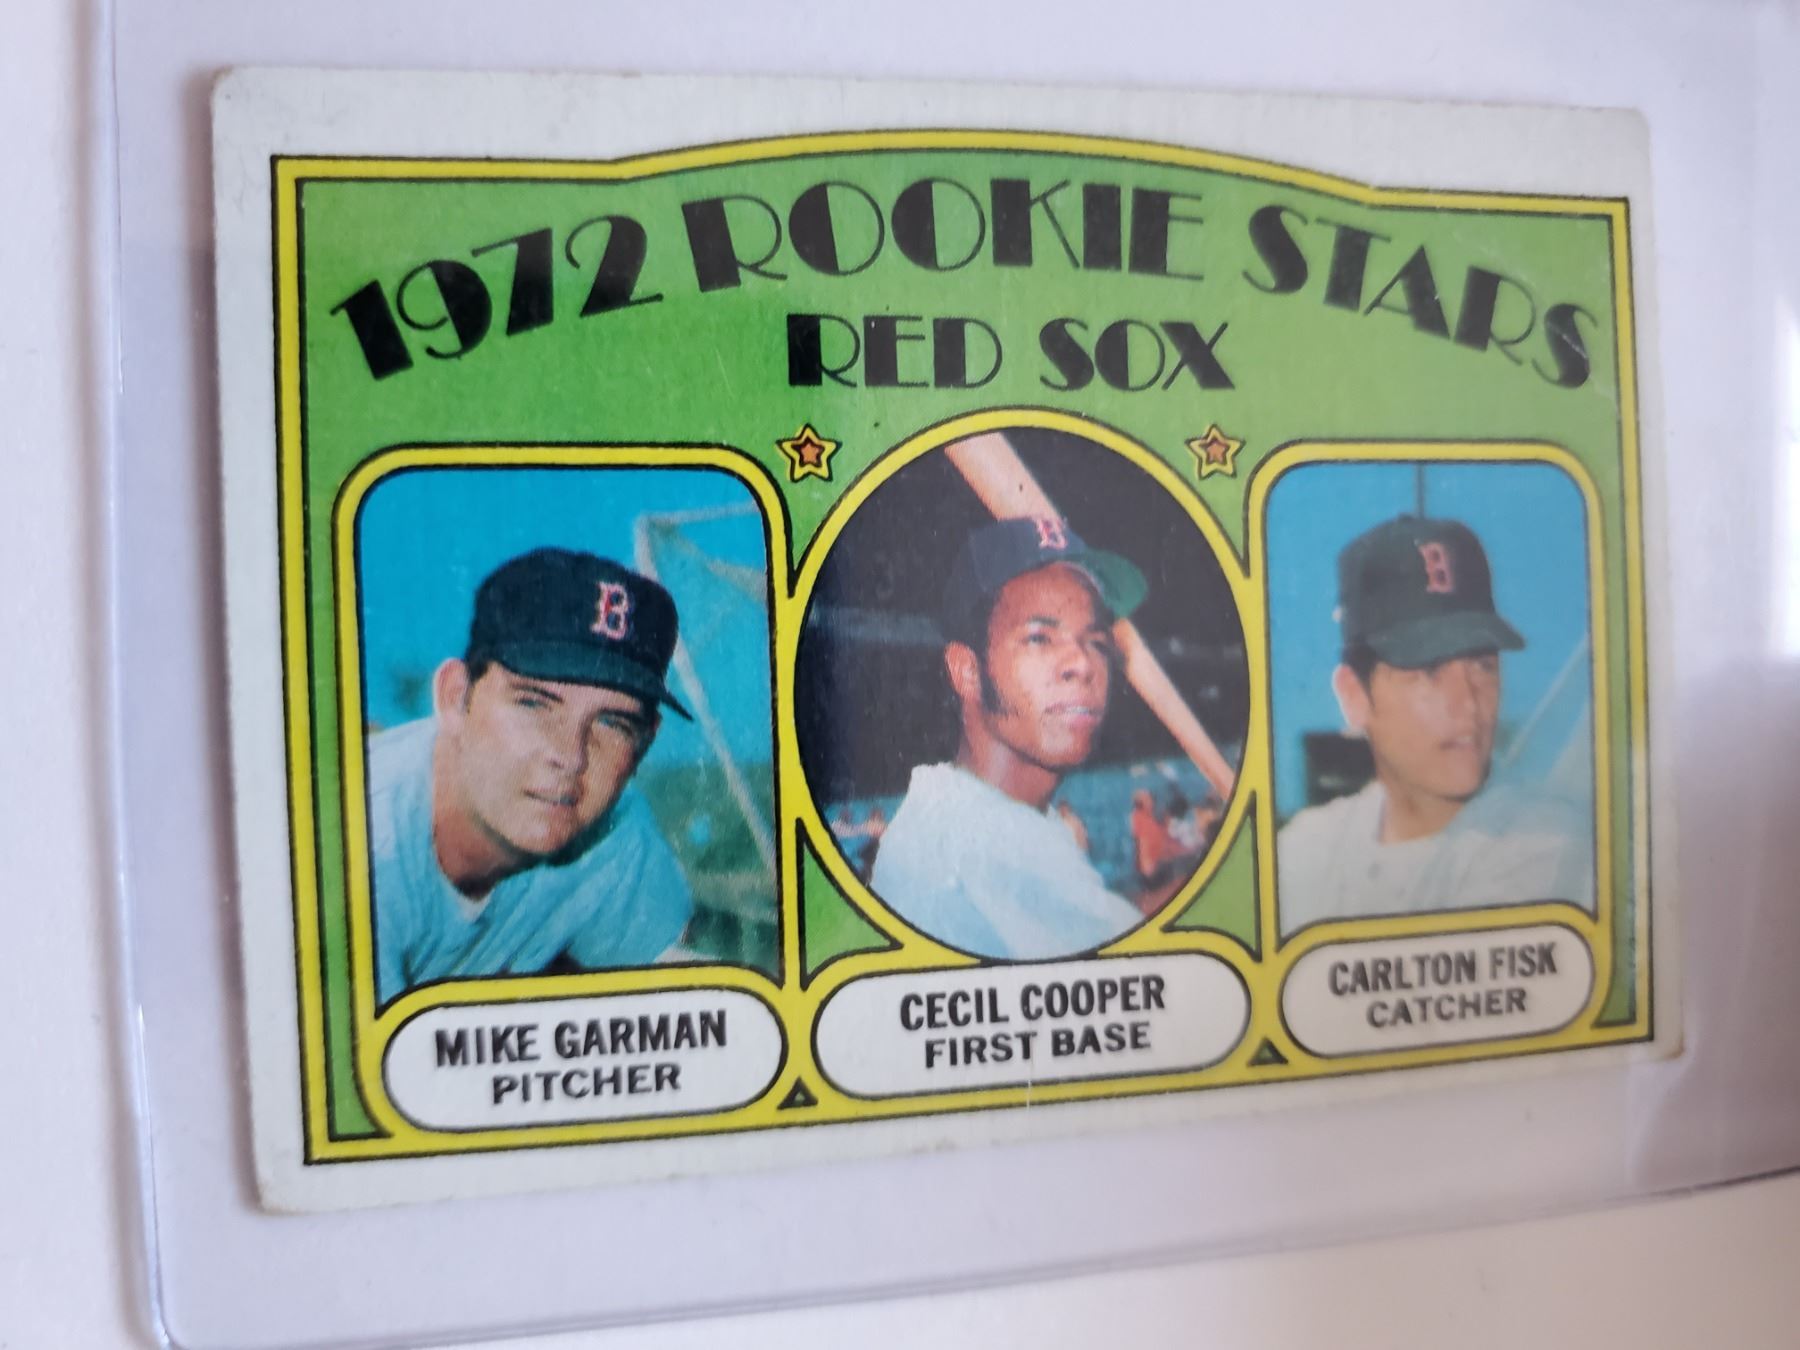 1972 ROOKIE STARS
RED SOX
B
B
B
MIKE GARMAN
PITCHER
CECIL COOPER
FIRST BASE
CARLTON FISK
CATCHER